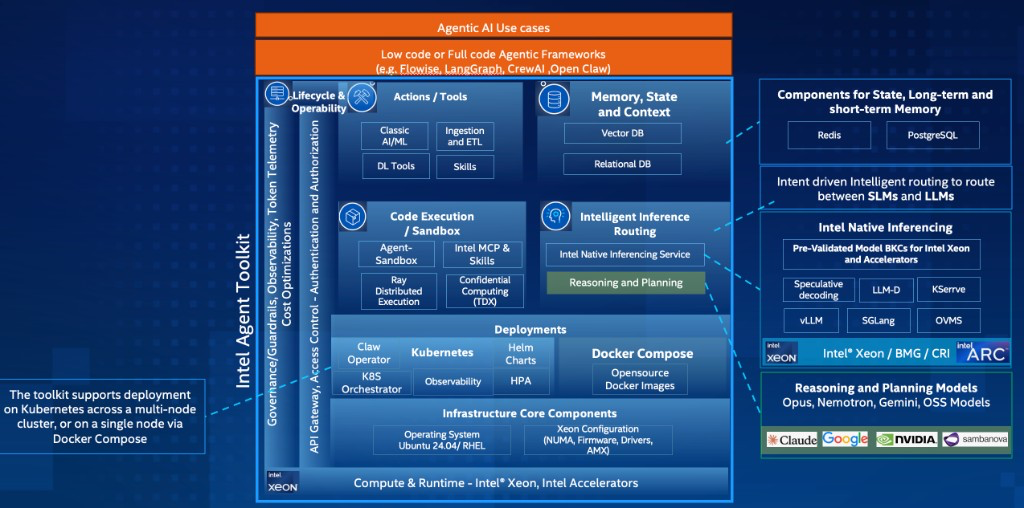 Agentic AI Use cases
Low code or Full code Agentic Frameworks
(e.g. Flowise, LangGraph, CrewAI ,Open Claw)
Intel Agent Toolkit
Lifecycle &
Operability
Governance/Guardrails, Observability, Token Telemetry
Cost Optimizations
API Gateway, Access Control - Authentication and Authorization
Actions / Tools
Classic
AI/ML
Ingestion
and ETL
DL Tools
Skills
Memory, State
and Context
Vector DB
Relational DB
Code Execution
/ Sandbox
Agent-
Sandbox
Intel MCP &
Skills
Ray
Distributed
Execution
Confidential
Computing
(TDX)
Intelligent Inference
Routing
Intel Native Inferencing Service
Reasoning and Planning
Deployments
Claw
Operator
Kubernetes
Helm
Charts
K8S
Orchestrator
Observability
HPA
Docker Compose
Opensource
Docker Images
Infrastructure Core Components
Operating System
Ubuntu 24.04/ RHEL
Xeon Configuration
(NUMA, Firmware, Drivers,
AMX)
intel
XEON
Compute & Runtime - Intel® Xeon, Intel Accelerators
The toolkit supports deployment
on Kubernetes across a multi-node
cluster, or on a single node via
Docker Compose
Components for State, Long-term and
short-term Memory
Redis
PostgreSQL
Intent driven Intelligent routing to route
between SLMs and LLMs
Intel Native Inferencing
Pre-Validated Model BKCs for Intel Xeon
and Accelerators
Speculative
decoding
LLM-D
KSerrve
vLLM
SGLang
OVMS
intel
XEON
Intel® Xeon / BMG / CRI
intel
ARC
Reasoning and Planning Models
Opus, Nemotron, Gemini, OSS Models
Claude
Google
NVIDIA
sambanova